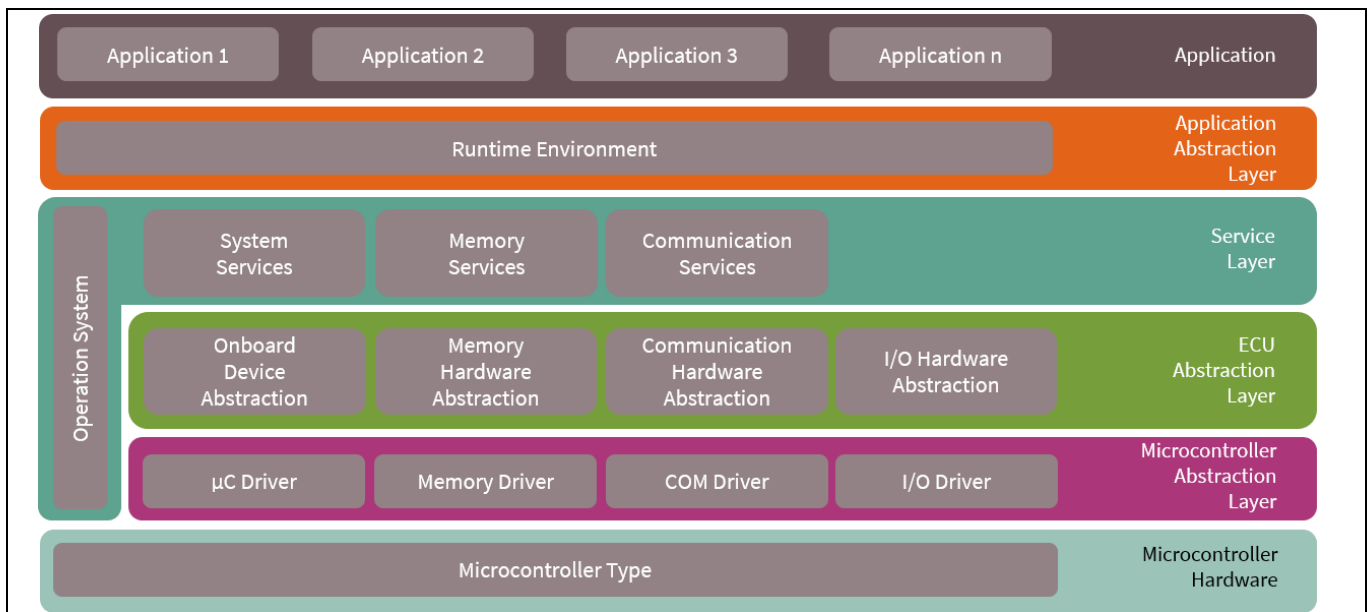 Application 1
Application 2
Application 3
Application n
Application
Runtime Environment
Application
Abstraction
Layer
Operation System
System
Services
Memory
Services
Communication
Services
Service
Layer
Onboard
Device
Abstraction
Memory
Hardware
Abstraction
Communication
Hardware
Abstraction
I/O Hardware
Abstraction
ECU
Abstraction
Layer
µC Driver
Memory Driver
COM Driver
I/O Driver
Microcontroller
Abstraction
Layer
Microcontroller Type
Microcontroller
Hardware